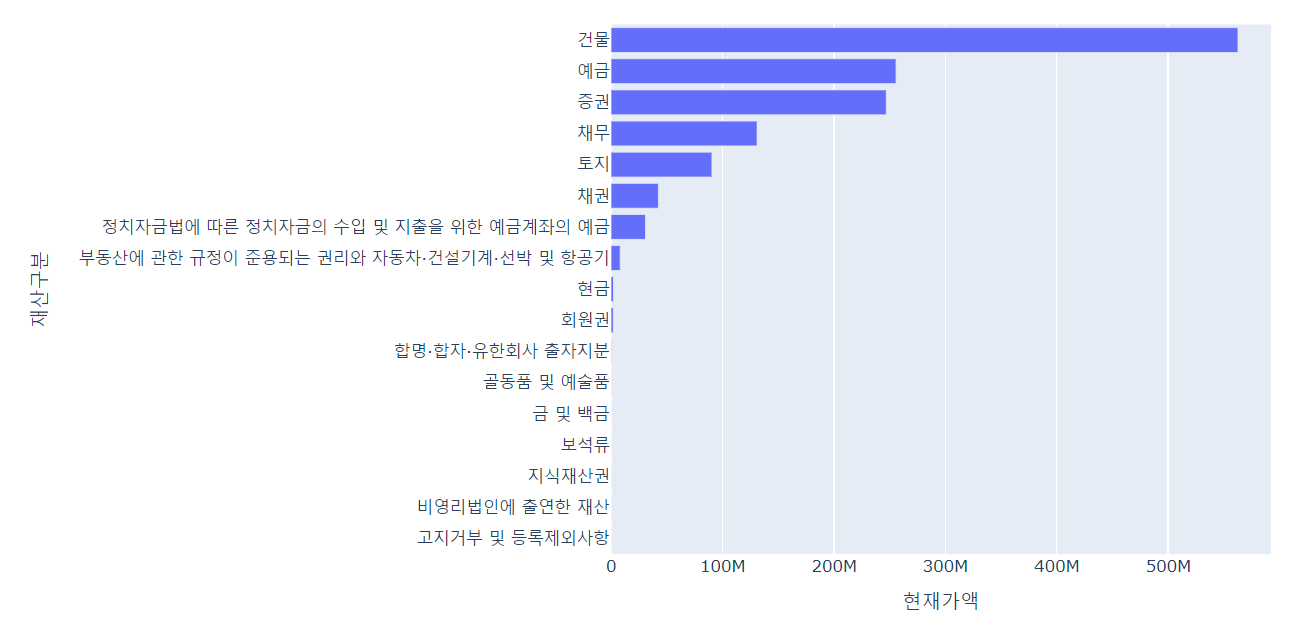 건물
예금
증권
채무
토지
채권
정치자금법에 따른 정치자금의 수입 및 지출을 위한 예금계좌의 예금
부동산에 관한 규정이 준용되는 권리와 자동차·건설기계·선박 및 항공기
현금
회원권
합명·합자·유한회사 출자지분
골동품 및 예술품
금 및 백금
보석류
지식재산권
비영리법인에 출연한 재산
고지거부 및 등록제외사항
재산구분
0 100M 200M 300M 400M 500M
현재가액